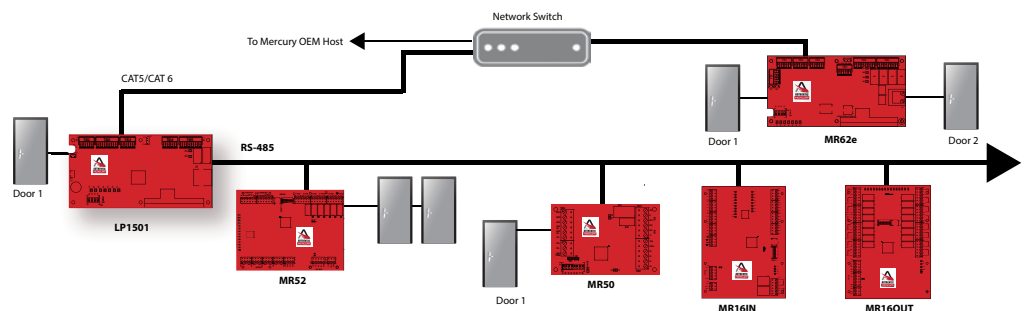 Network Switch
To Mercury OEM Host
CAT5/CAT 6
RS-485
Door 1
LP1501
MR52
Door 1
MR50
Door 1
MR62e
Door 2
MR16IN
MR16OUT